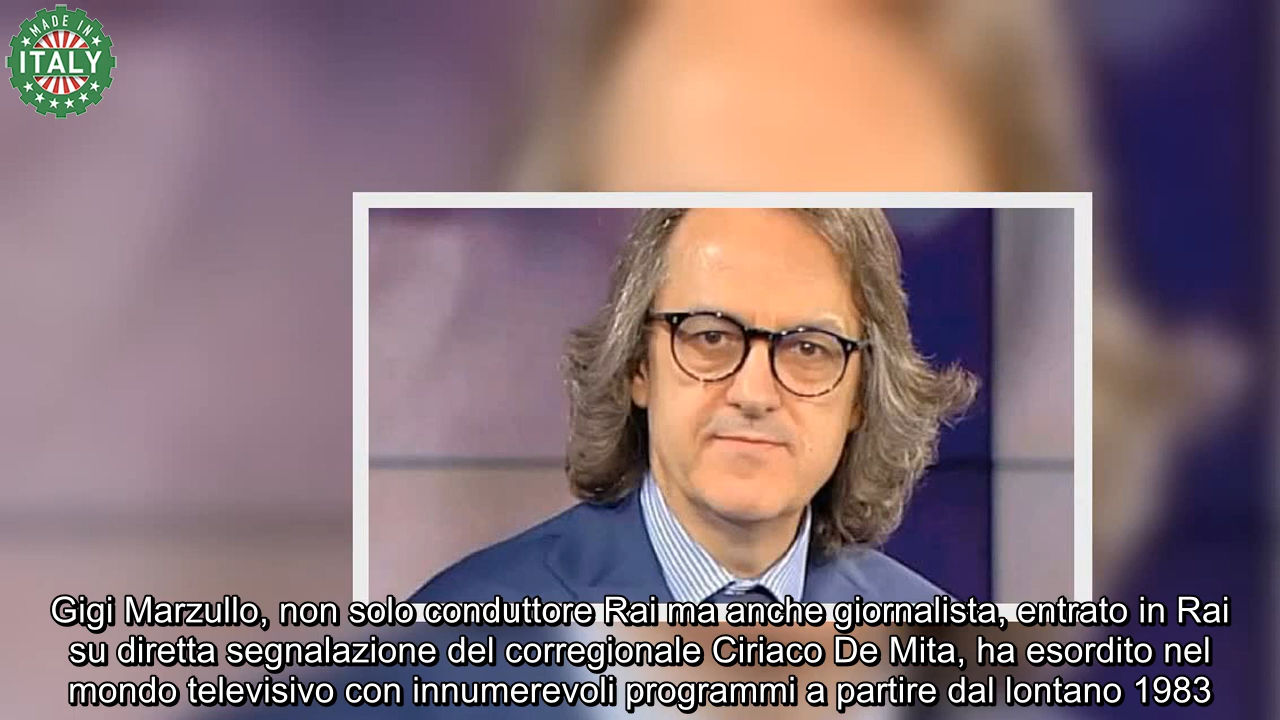 MADE IN
ITALY
Gigi Marzullo, non solo conduttore Rai ma anche giornalista, entrato in Rai
su diretta segnalazione del corregionale Ciriaco De Mita, ha esordito nel
mondo televisivo con innumerevoli programmi a partire dal lontano 1983